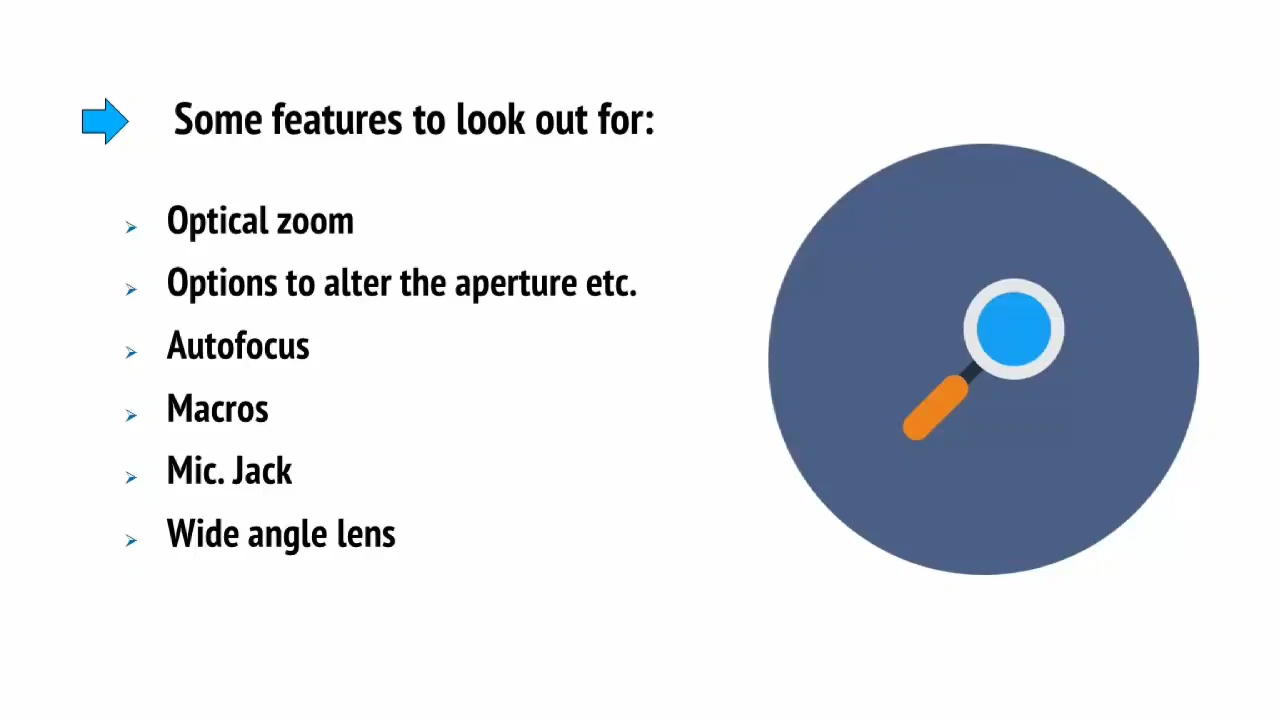 Some features to look out for:
Optical zoom
Options to alter the aperture etc.
Autofocus
Macros
Mic. Jack
Wide angle lens